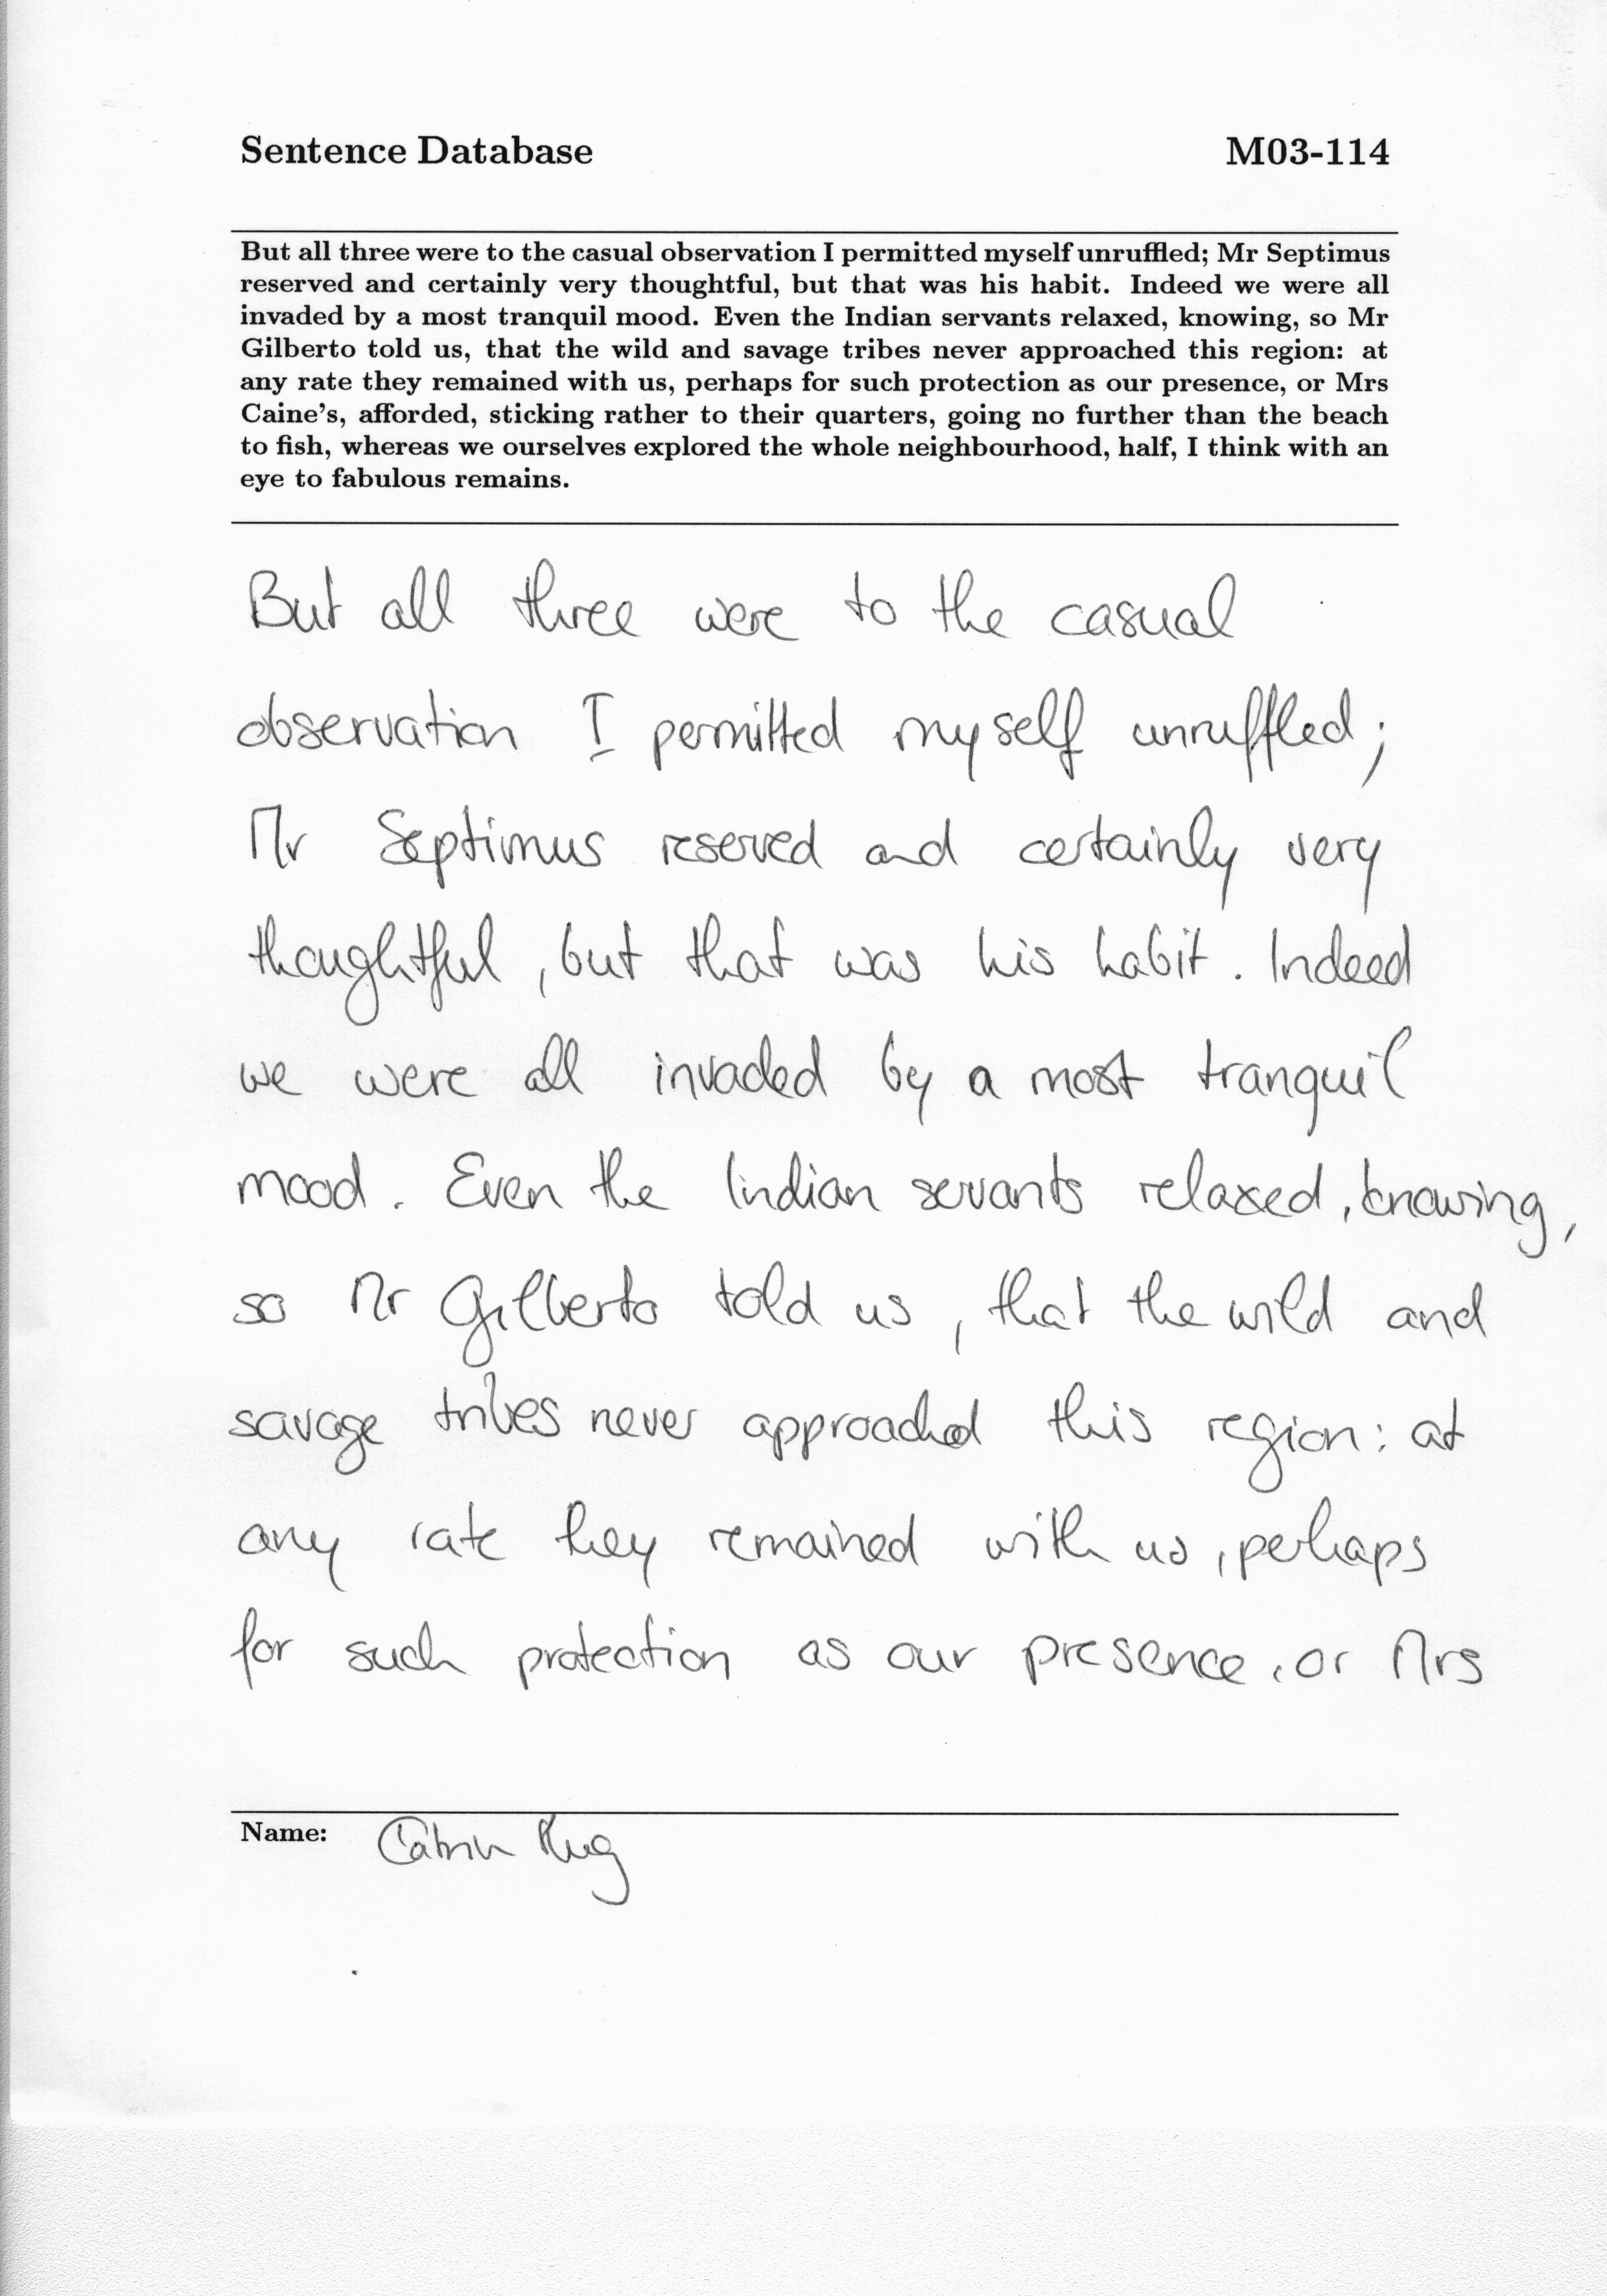 Sentence Database M03-114
But all three were to the casual observation I permitted myself unruffled; Mr Septimus
reserved and certainly very thoughtful, but that was his habit. Indeed we were all
invaded by a most tranquil mood. Even the Indian servants relaxed, knowing, so Mr
Gilberto told us, that the wild and savage tribes never approached this region: at
any rate they remained with us, perhaps for such protection as our presence, or Mrs
Caine's, afforded, sticking rather to their quarters, going no further than the beach
to fish, whereas we ourselves explored the whole neighbourhood, half, I think with an
eye to fabulous remains.
But all three were to the casual
observation I permitted myself unruffled;
Mr Septimus reserved and certainly very
thoughtful, but that was his habit. Indeed
we were all invaded by a most tranquil
mood. Even the Indian servants relaxed, knowing,
so Mr Gilberto told us, that the wild and
savage tribes never approached this region: at
any rate they remained with us, perhaps
for such protection as our presence, or Mrs
Name: Catrin